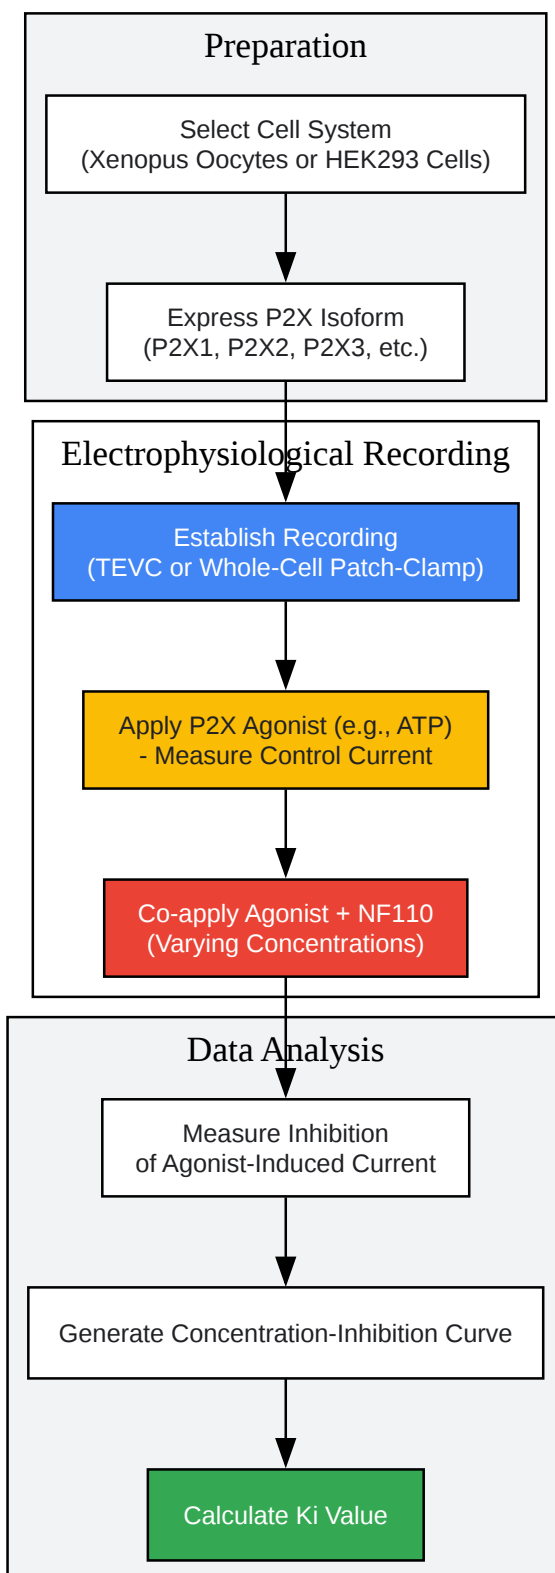 Preparation
Select Cell System
(Xenopus Oocytes or HEK293 Cells)
Express P2X Isoform
(P2X1, P2X2, P2X3, etc.)
Electrophysiological Recording
Establish Recording
(TEVC or Whole-Cell Patch-Clamp)
Apply P2X Agonist (e.g., ATP)
- Measure Control Current
Co-apply Agonist + NF110
(Varying Concentrations)
Data Analysis
Measure Inhibition
of Agonist-Induced Current
Generate Concentration-Inhibition Curve
Calculate Ki Value